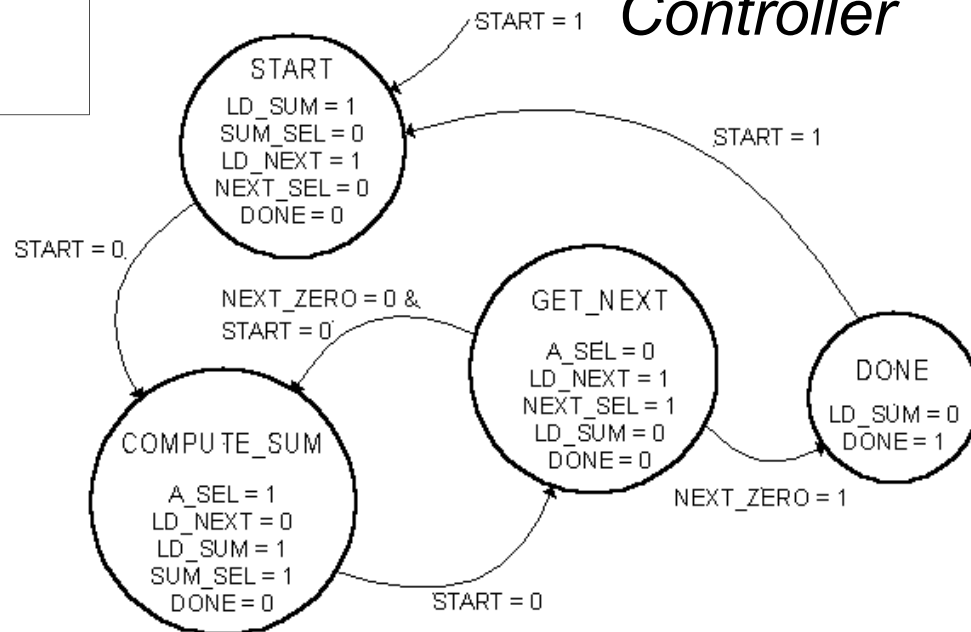 Controller
START = 1
START
LD_SUM = 1
SUM_SEL = 0
LD_NEXT = 1
NEXT_SEL = 0
DONE = 0
START = 1
START = 0
NEXT_ZERO = 0 &
START = 0
GET_NEXT
A_SEL = 0
LD_NEXT = 1
NEXT_SEL = 1
LD_SUM = 0
DONE = 0
DONE
LD_SUM = 0
DONE = 1
NEXT_ZERO = 1
COMPUTE_SUM
A_SEL = 1
LD_NEXT = 0
LD_SUM = 1
SUM_SEL = 1
DONE = 0
START = 0